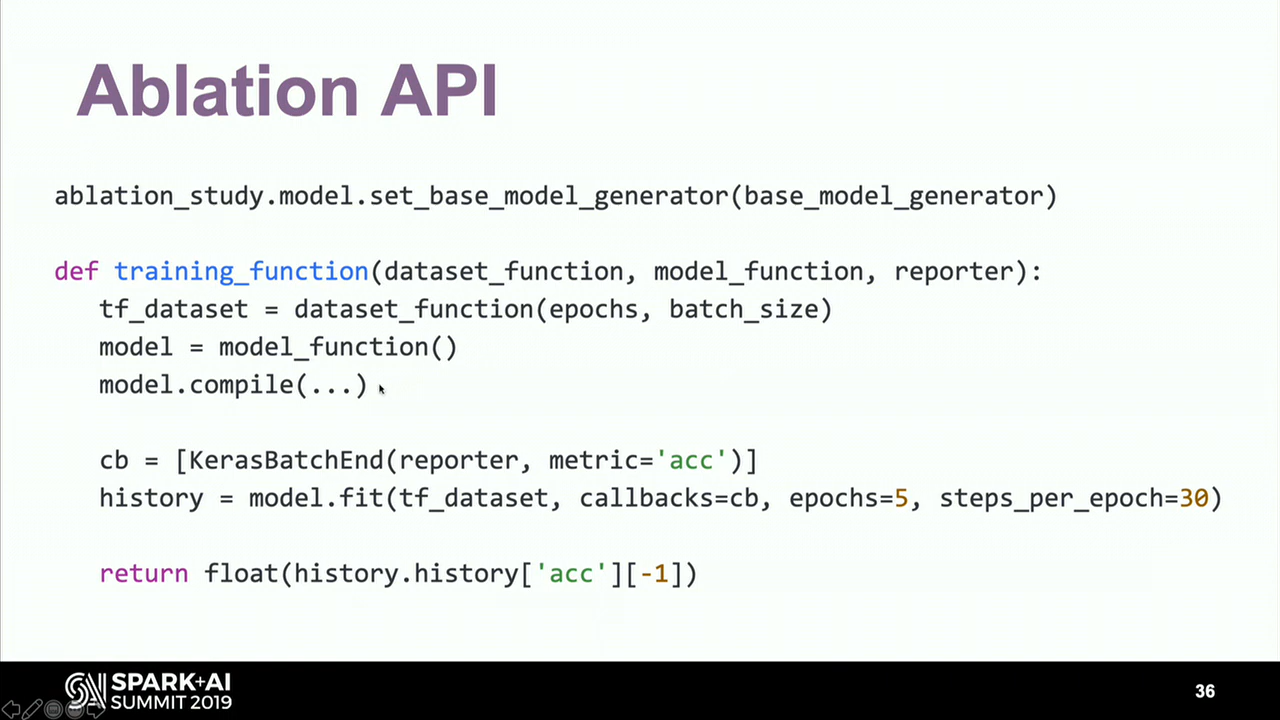 Ablation API
ablation_study.model.set_base_model_generator(base_model_generator)
def training_function(dataset_function, model_function, reporter):
tf_dataset = dataset_function(epochs, batch_size)
model = model_function()
model.compile(...)
cb = [KerasBatchEnd(reporter, metric='acc')]
history = model.fit(tf_dataset, callbacks=cb, epochs=5, steps_per_epoch=30)
return float(history.history['acc'][-1])
SPARK+AI
SUMMIT 2019
36